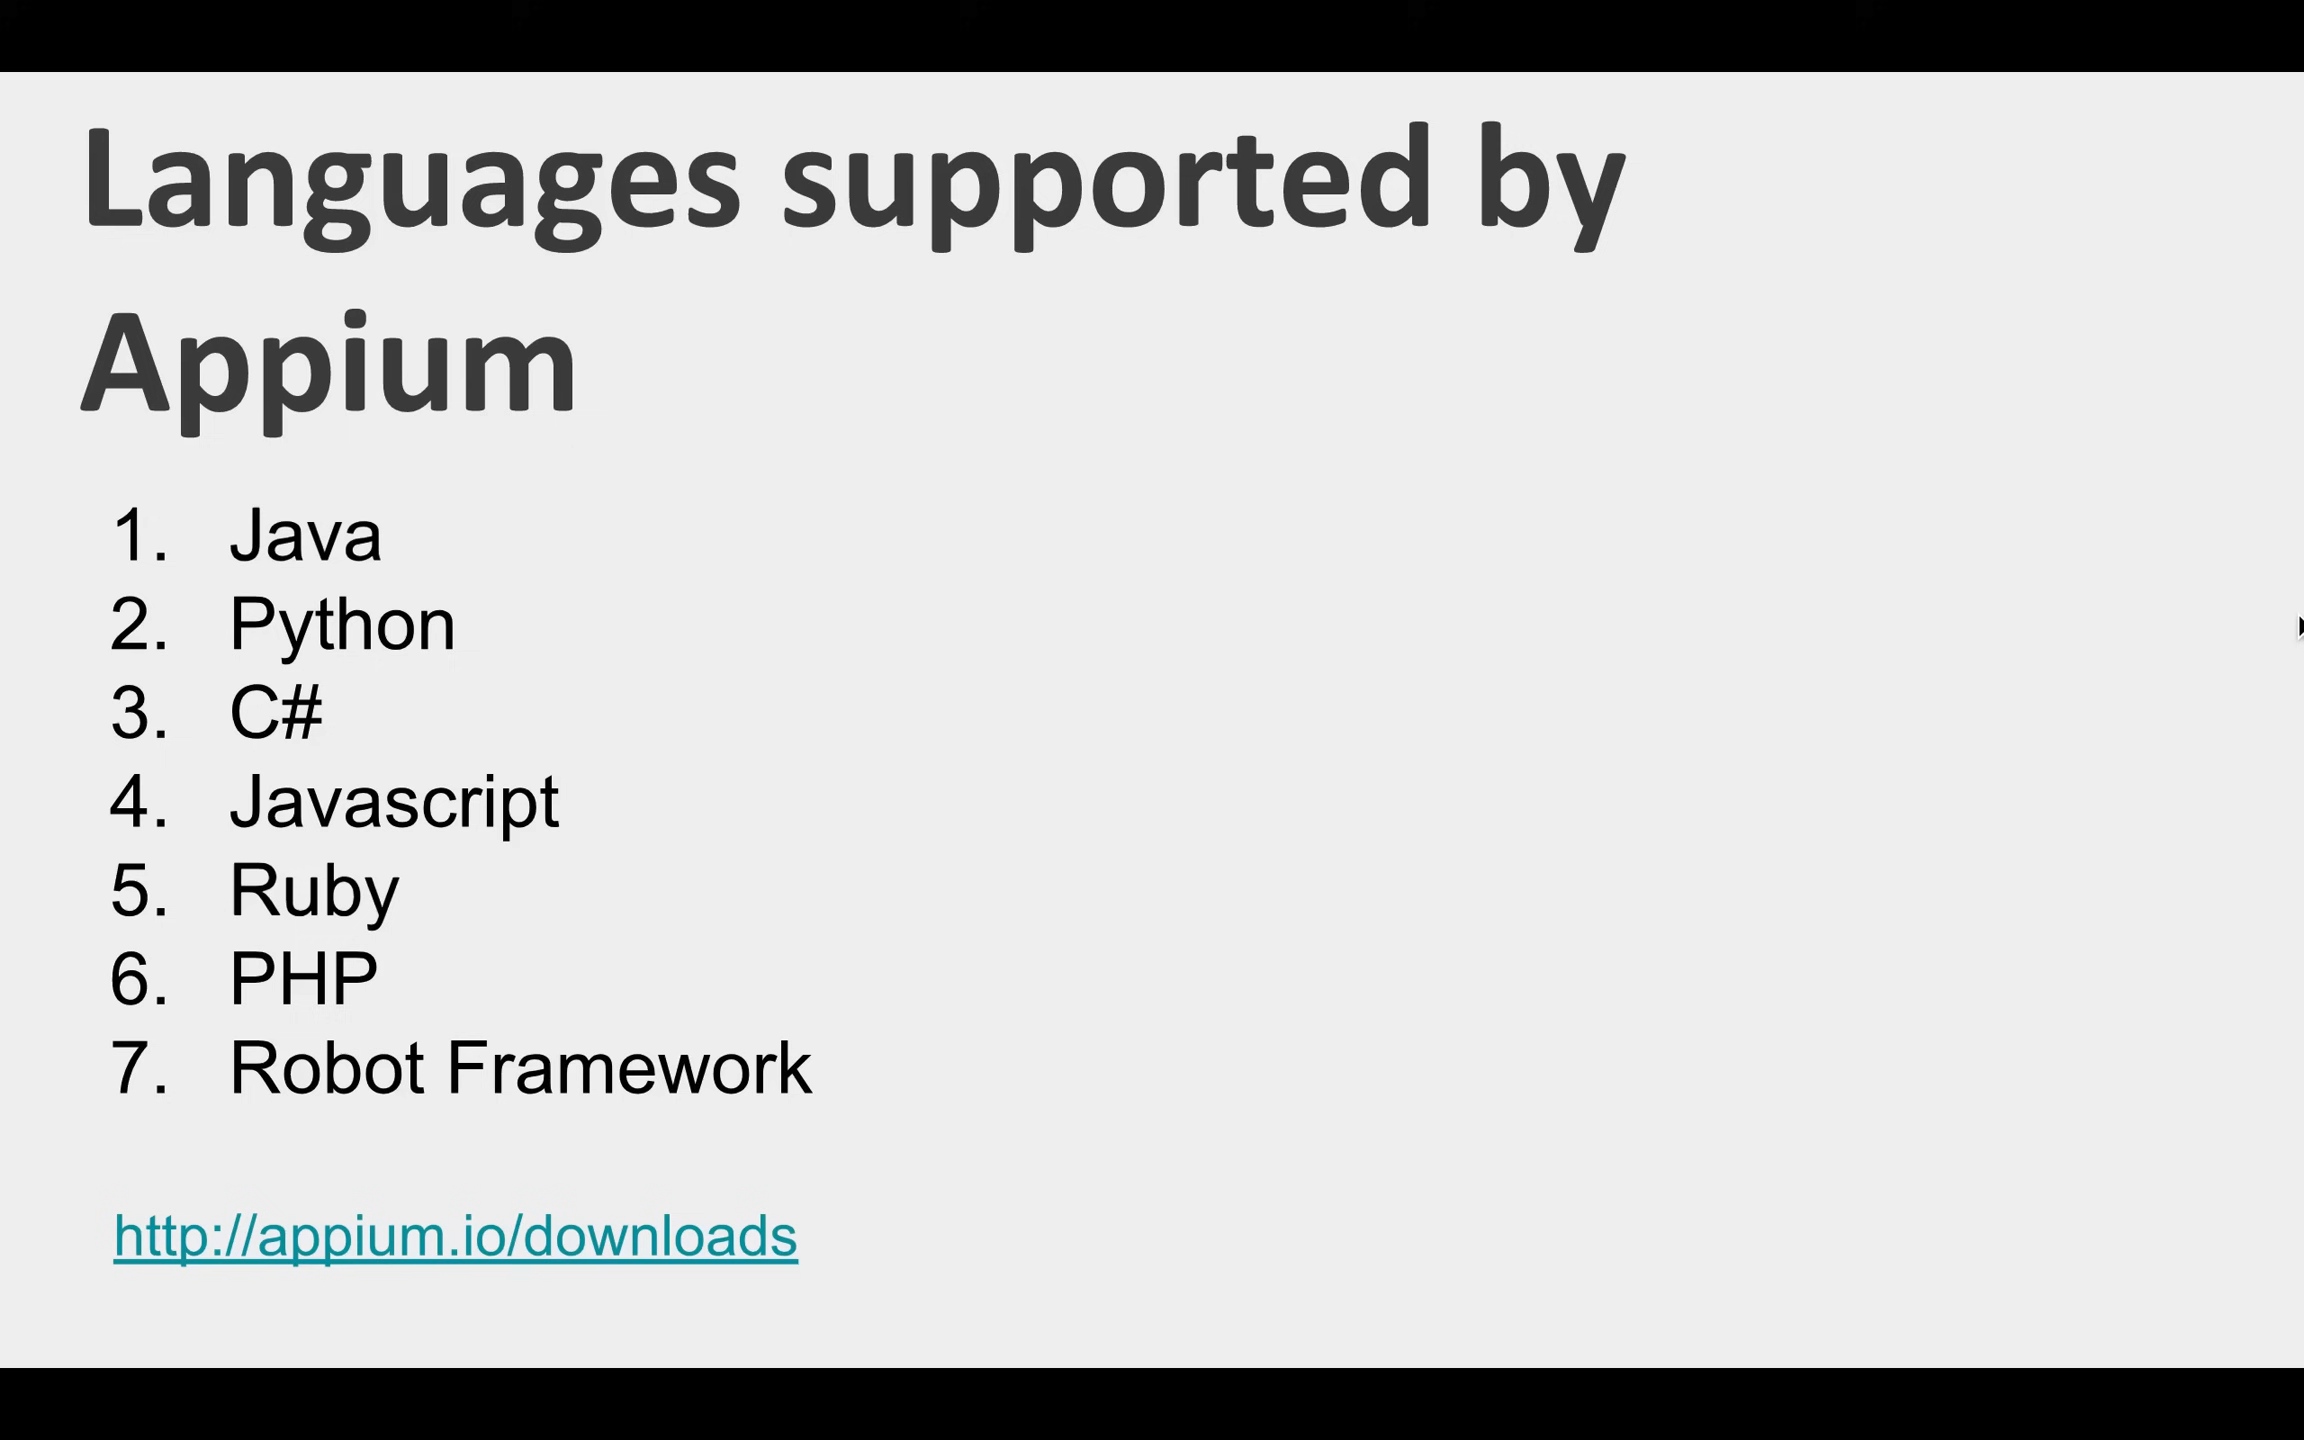 Languages supported by
Appium
1. Java
2. Python
3. C#
4. Javascript
5. Ruby
6. PHP
7. Robot Framework
http://appium.io/downloads